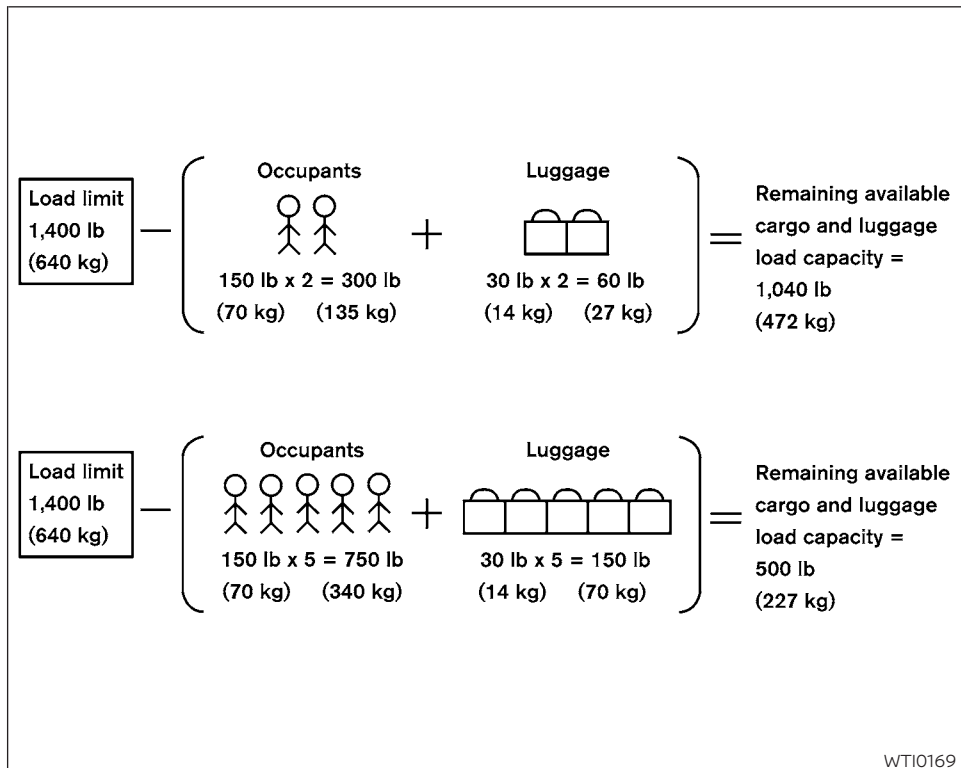 Occupants
Luggage
Load limit
1,400 lb
(640 kg)
150 lb x 2 = 300 lb
(70 kg) (135 kg)
30 lb x 2 = 60 lb
(14 kg) (27 kg)
Remaining available
cargo and luggage
load capacity =
1,040 lb
(472 kg)
Occupants
Luggage
Load limit
1,400 lb
(640 kg)
150 lb x 5 = 750 lb
(70 kg) (340 kg)
30 lb x 5 = 150 lb
(14 kg) (70 kg)
Remaining available
cargo and luggage
load capacity =
500 lb
(227 kg)
WTI0169